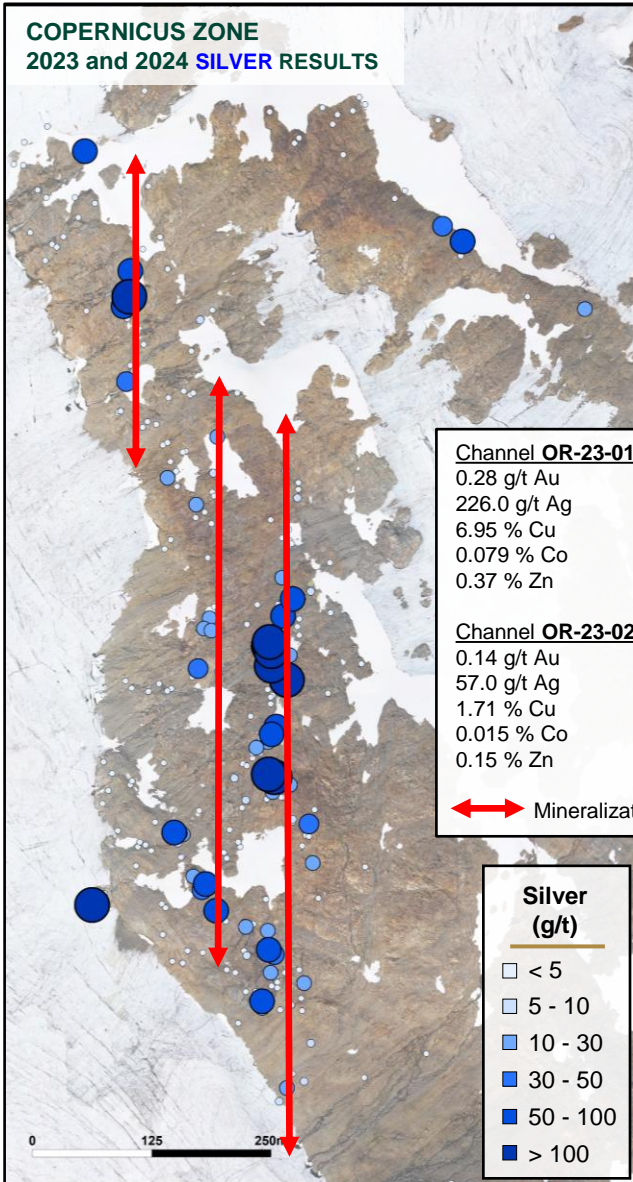 COPERNICUS ZONE
2023 and 2024 SILVER RESULTS
Channel OR-23-01
0.28 g/t Au
226.0 g/t Ag
6.95 % Cu
0.079 % Co
0.37 % Zn
Channel OR-23-02
0.14 g/t Au
57.0 g/t Ag
1.71 % Cu
0.015 % Co
0.15 % Zn
Mineralizat
Silver
(g/t)
< 5
5 - 10
10 - 30
30 - 50
50 - 100
> 100
0 125 250m